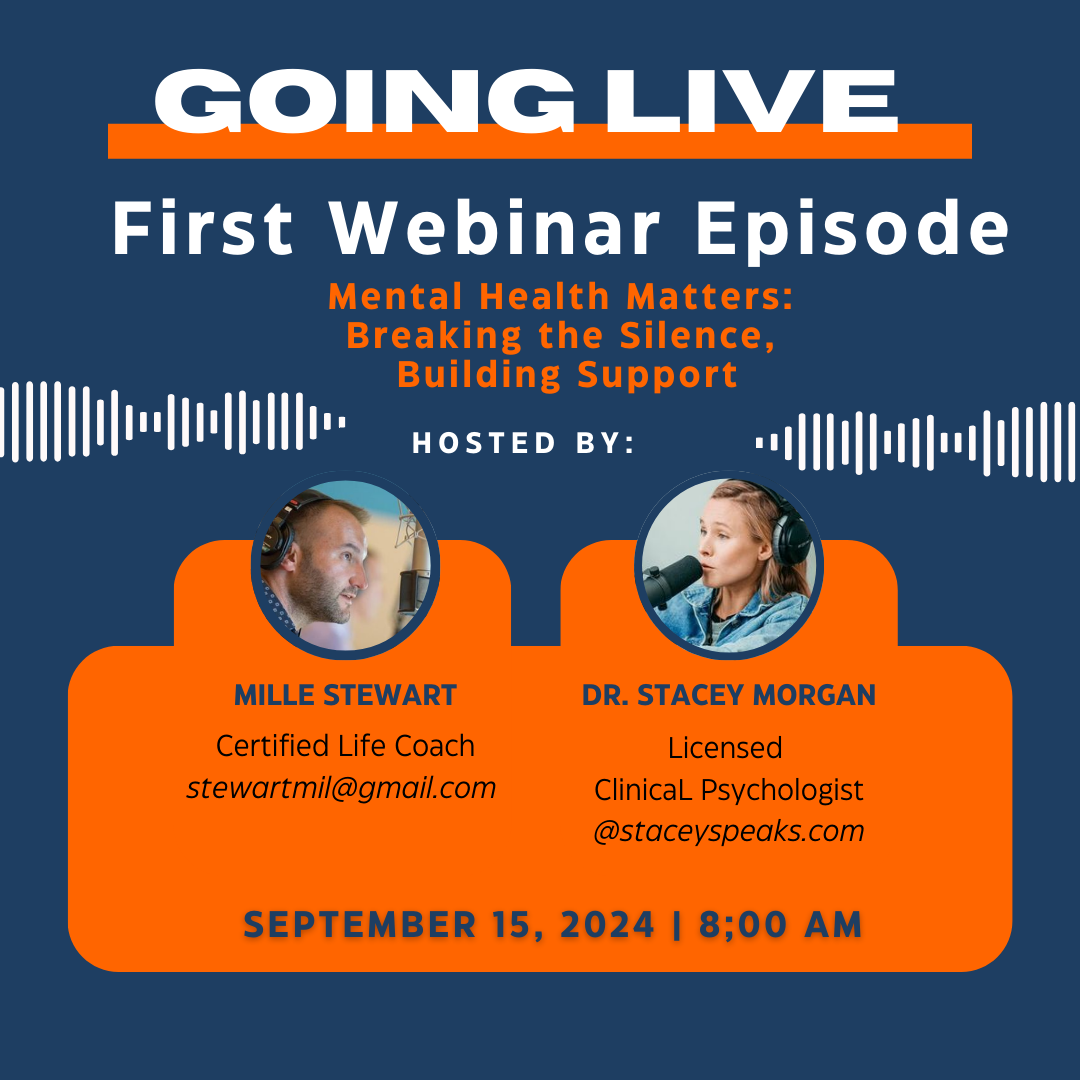 GOING LIVE
First Webinar Episode
Mental Health Matters:
Breaking the Silence,
Building Support
HOSTED BY:
MILLE STEWART
Certified Life Coach
stewartmil@gmail.com
DR. STACEY MORGAN
Licensed
ClinicaL Psychologist
@staceyspeaks.com
SEPTEMBER 15, 2024 | 8;00 AM